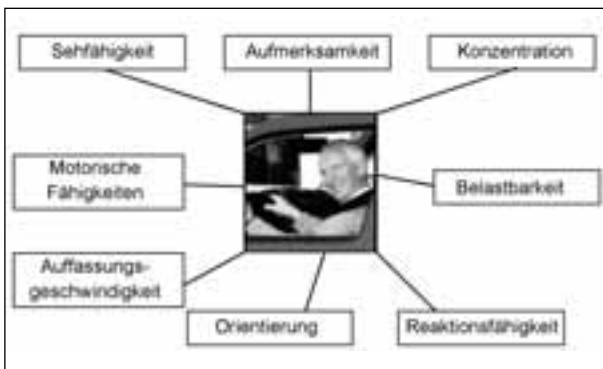 Sehfähigkeit
Aufmerksamkeit
Konzentration
Motorische
Fähigkeiten
Belastbarkeit
Auffassungs-
geschwindigkeit
Orientierung
Reaktionsfähigkeit